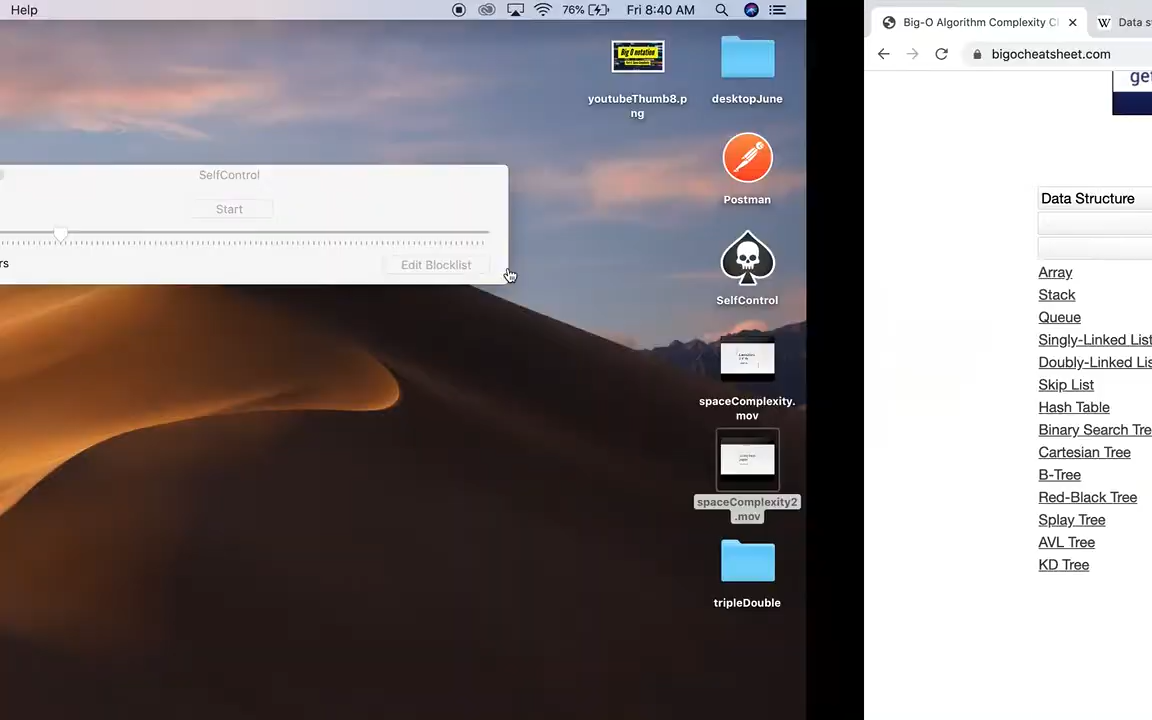 Help
76%
Fri 8:40 AM
Big O notation
youtubeThumb8.p
ng
desktopJune
Postman
SelfControl
Start
rs
Edit Blocklist
SelfControl
spaceComplexity.
mov
spaceComplexity2
.mov
tripleDouble
Big-O Algorithm Complexity C
Data s
bigocheatsheet.com
ge
Data Structure
Array
Stack
Queue
Singly-Linked List
Doubly-Linked Lis
Skip List
Hash Table
Binary Search Tre
Cartesian Tree
B-Tree
Red-Black Tree
Splay Tree
AVL Tree
KD Tree